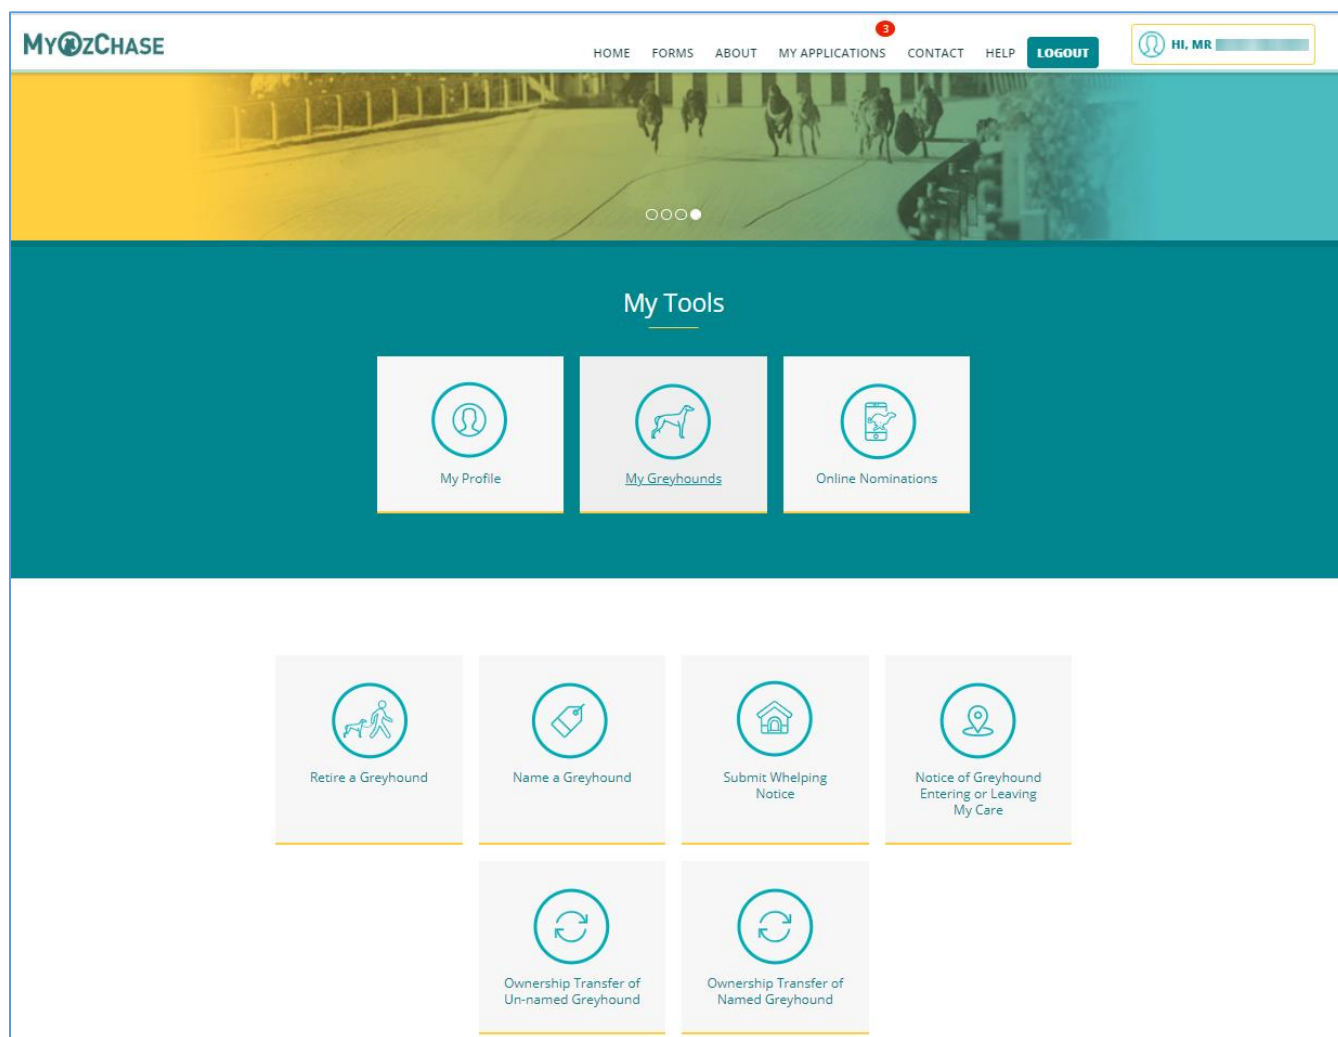 MY OZCHASE
3
HOME FORMS ABOUT MY APPLICATIONS CONTACT HELP LOGOUT HI, MR
My Tools
My Profile
My Greyhounds
Online Nominations
Retire a Greyhound
Name a Greyhound
Submit Whelping
Notice
Notice of Greyhound
Entering or Leaving
My Care
Ownership Transfer of
Un-named Greyhound
Ownership Transfer of
Named Greyhound